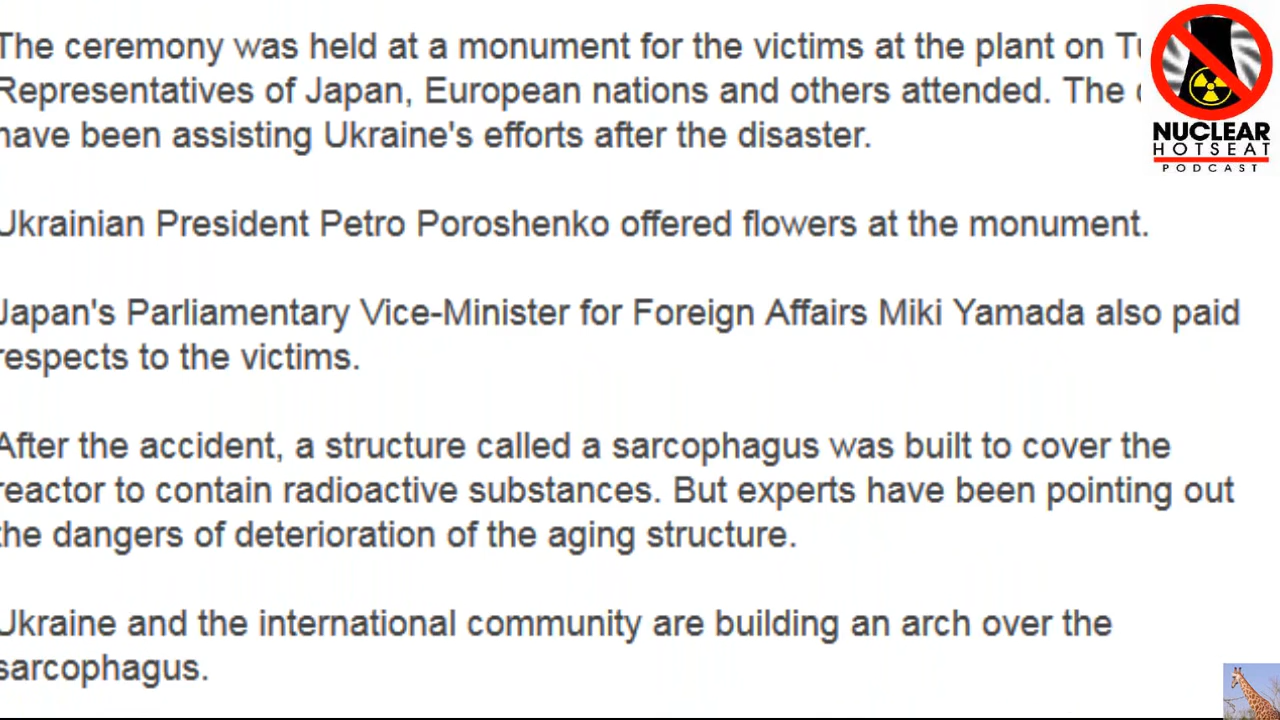 The ceremony was held at a monument for the victims at the plant on
Representatives of Japan, European nations and others attended. The
have been assisting Ukraine's efforts after the disaster.
Ukrainian President Petro Poroshenko offered flowers at the monument.
Japan's Parliamentary Vice-Minister for Foreign Affairs Miki Yamada also paid
respects to the victims.
After the accident, a structure called a sarcophagus was built to cover the
reactor to contain radioactive substances. But experts have been pointing out
the dangers of deterioration of the aging structure.
Ukraine and the international community are building an arch over the
sarcophagus.
NUCLEAR
HOTSEAT
PODCAST